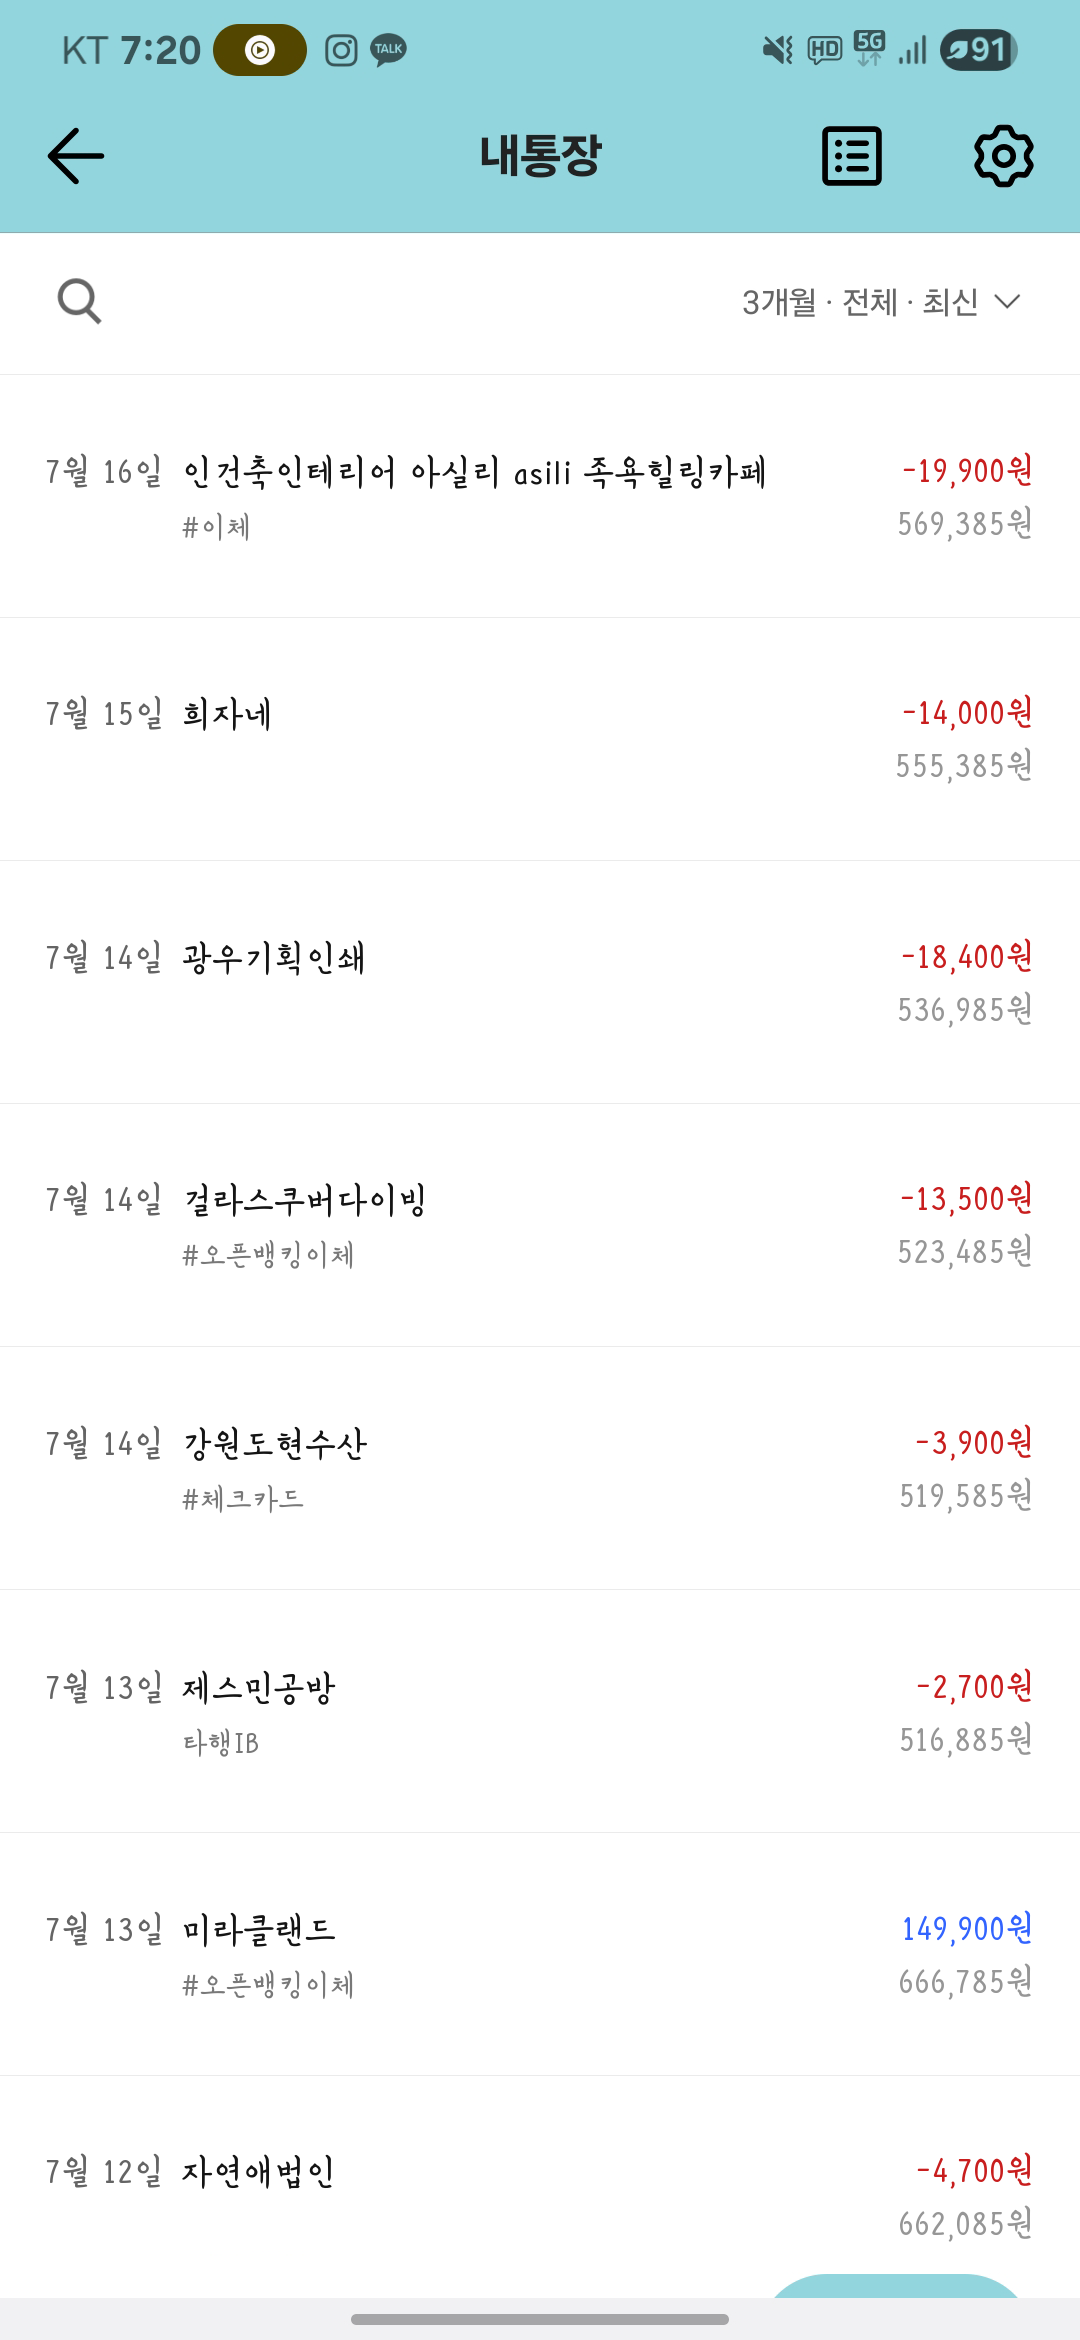 KT 7:20 TALK HD 5G 91
내통장
3개월 · 전체 · 최신
7월 16일 인건축인테리어 아실리 asili 족욕힐링카페 -19,900원
#이체 569,385원
7월 15일 희자네 -14,000원
555,385원
7월 14일 광우기획인쇄 -18,400원
536,985원
7월 14일 걸라스쿠버다이빙 -13,500원
#오픈뱅킹이체 523,485원
7월 14일 강원도현수산 -3,900원
#체크카드 519,585원
7월 13일 제스민공방 -2,700원
타행IB 516,885원
7월 13일 미라클랜드 149,900원
#오픈뱅킹이체 666,785원
7월 12일 자연애법인 -4,700원
662,085원